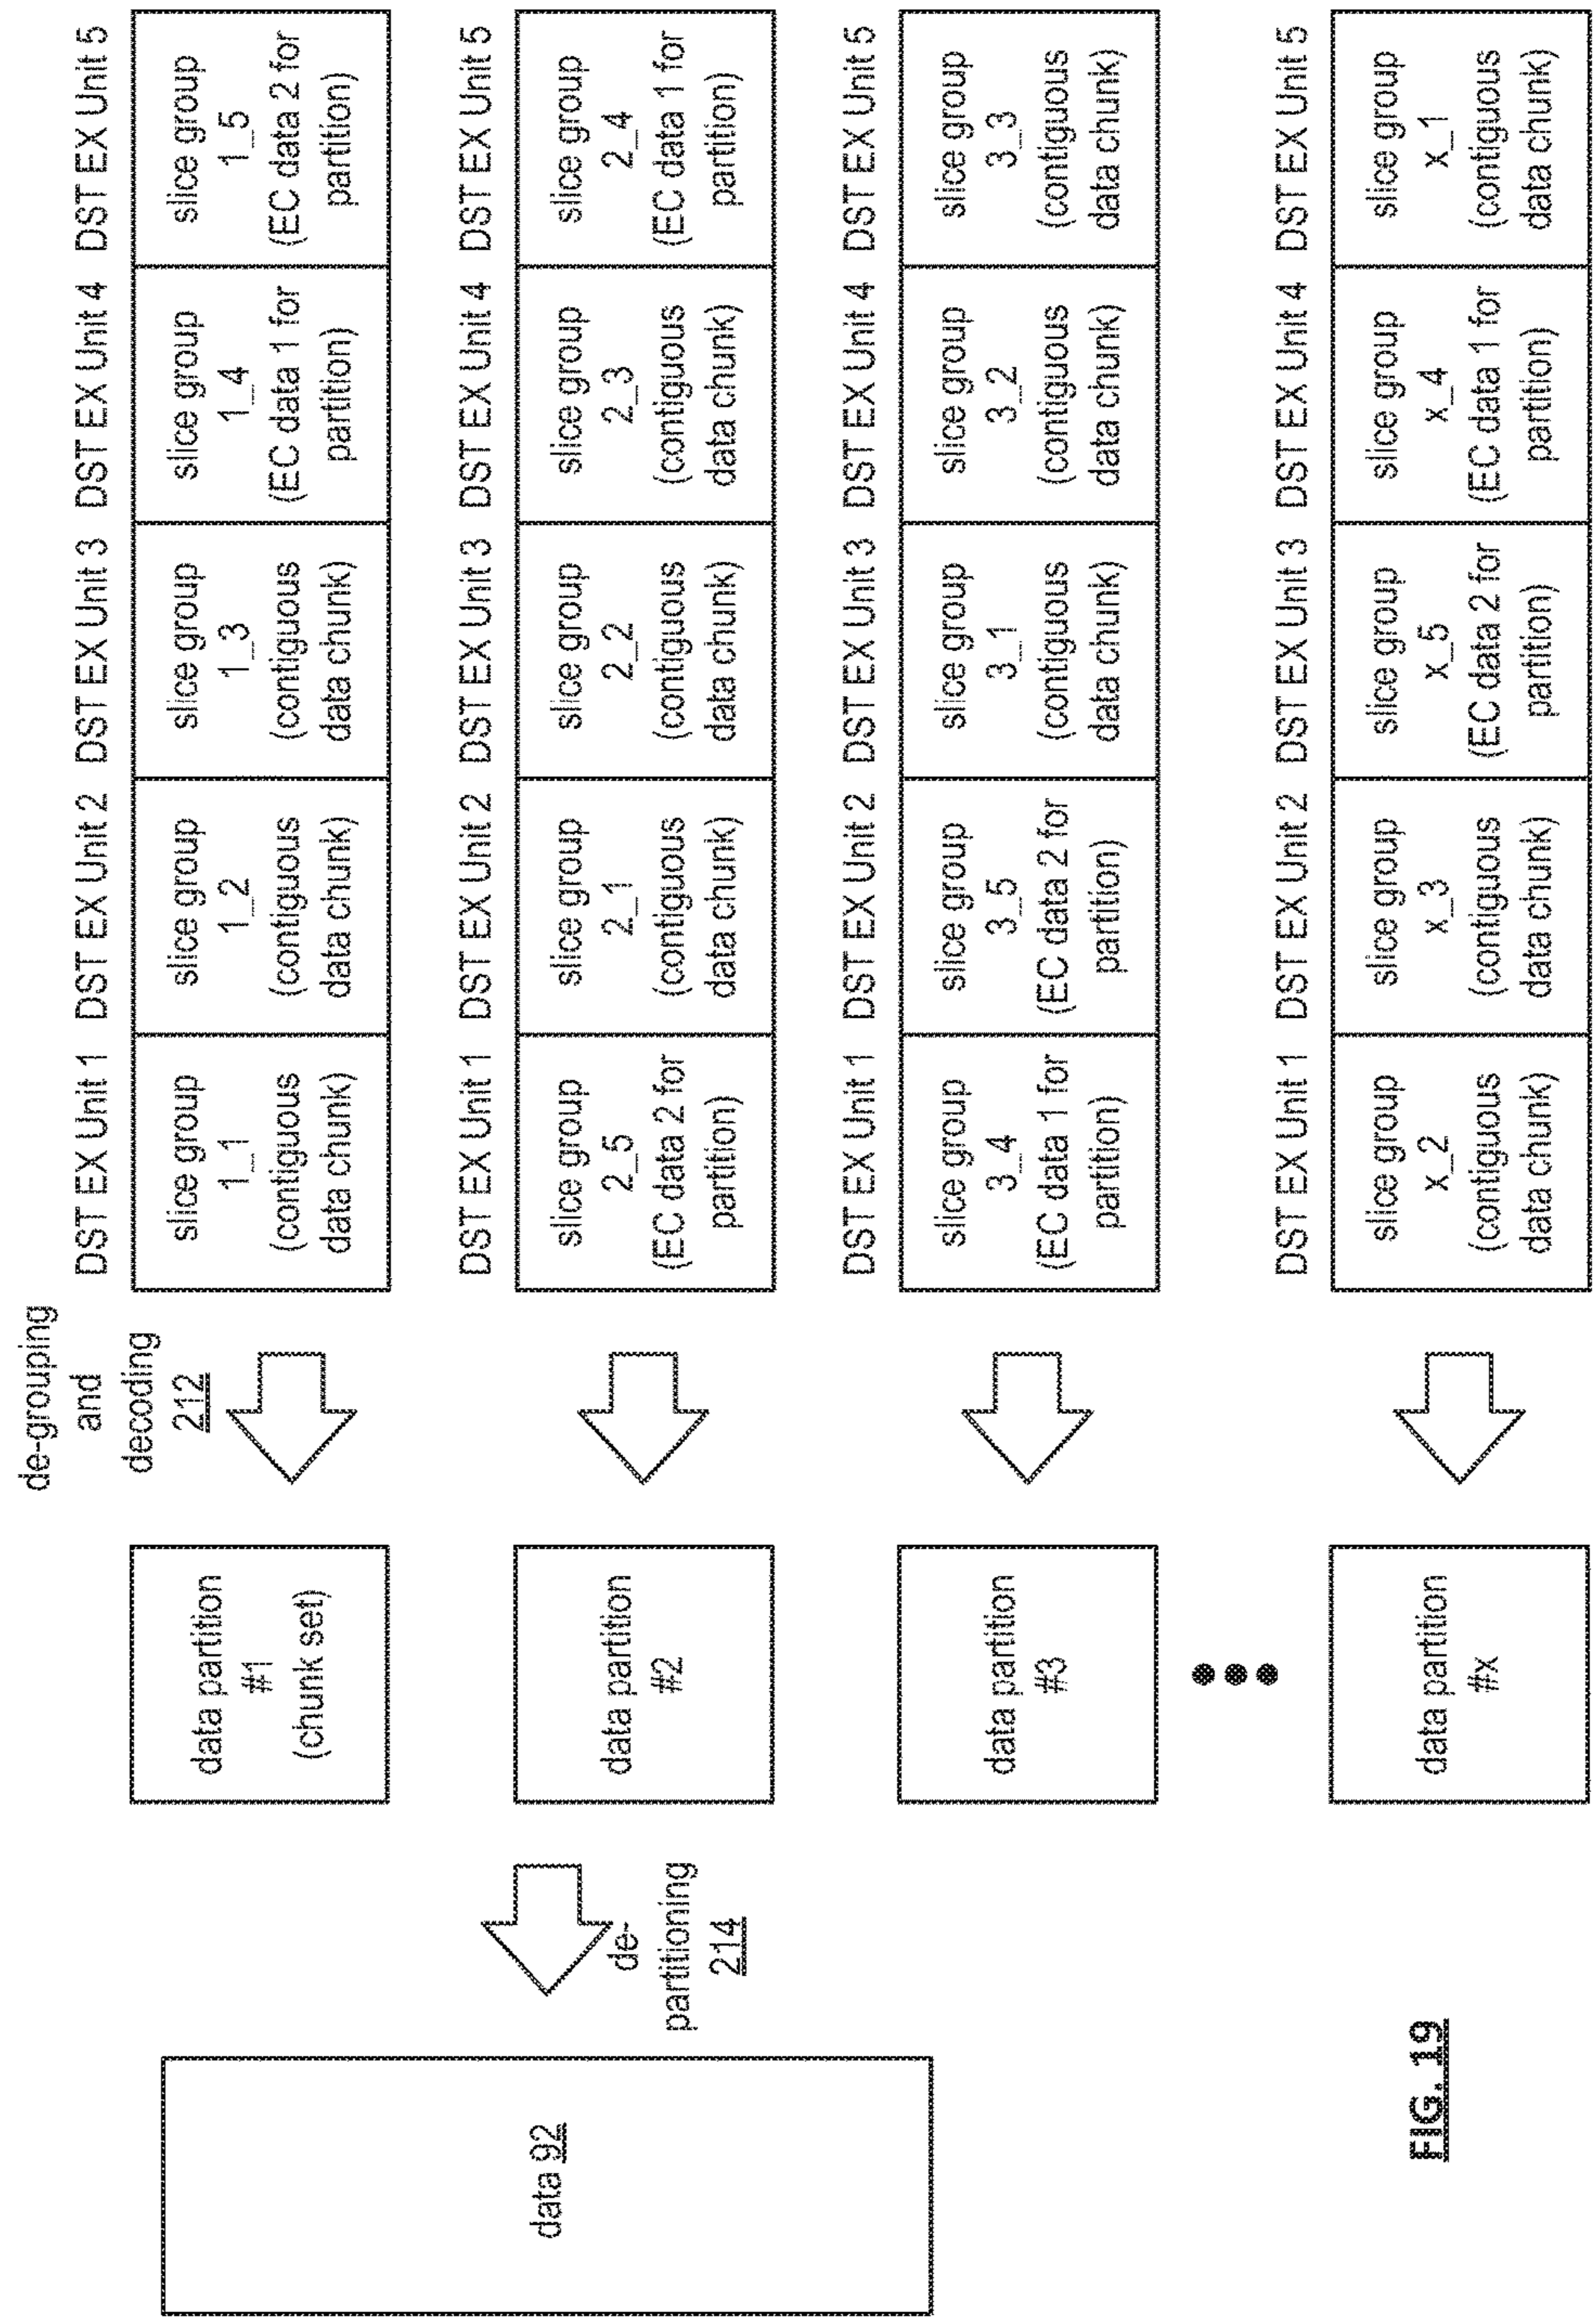 de-grouping
and
decoding
212
data 92
de-
partitioning
214
data partition
#1
(chunk set)
DST EX Unit 1
slice group
1_1
(contiguous
data chunk)
DST EX Unit 2
slice group
1_2
(contiguous
data chunk)
DST EX Unit 3
slice group
1_3
(contiguous
data chunk)
DST EX Unit 4
slice group
1_4
(EC data 1 for
partition)
DST EX Unit 5
slice group
1_5
(EC data 2 for
partition)
data partition
#2
DST EX Unit 1
slice group
2_5
(EC data 2 for
partition)
DST EX Unit 2
slice group
2_1
(contiguous
data chunk)
DST EX Unit 3
slice group
2_2
(contiguous
data chunk)
DST EX Unit 4
slice group
2_3
(contiguous
data chunk)
DST EX Unit 5
slice group
2_4
(EC data 1 for
partition)
data partition
#3
DST EX Unit 1
slice group
3_4
(EC data 1 for
partition)
DST EX Unit 2
slice group
3_5
(EC data 2 for
partition)
DST EX Unit 3
slice group
3_1
(contiguous
data chunk)
DST EX Unit 4
slice group
3_2
(contiguous
data chunk)
DST EX Unit 5
slice group
3_3
(contiguous
data chunk)
data partition
#x
DST EX Unit 1
slice group
x_2
(contiguous
data chunk)
DST EX Unit 2
slice group
x_3
(contiguous
data chunk)
DST EX Unit 3
slice group
x_5
(EC data 2 for
partition)
DST EX Unit 4
slice group
x_4
(EC data 1 for
partition)
DST EX Unit 5
slice group
x_1
(contiguous
data chunk)
FIG. 19